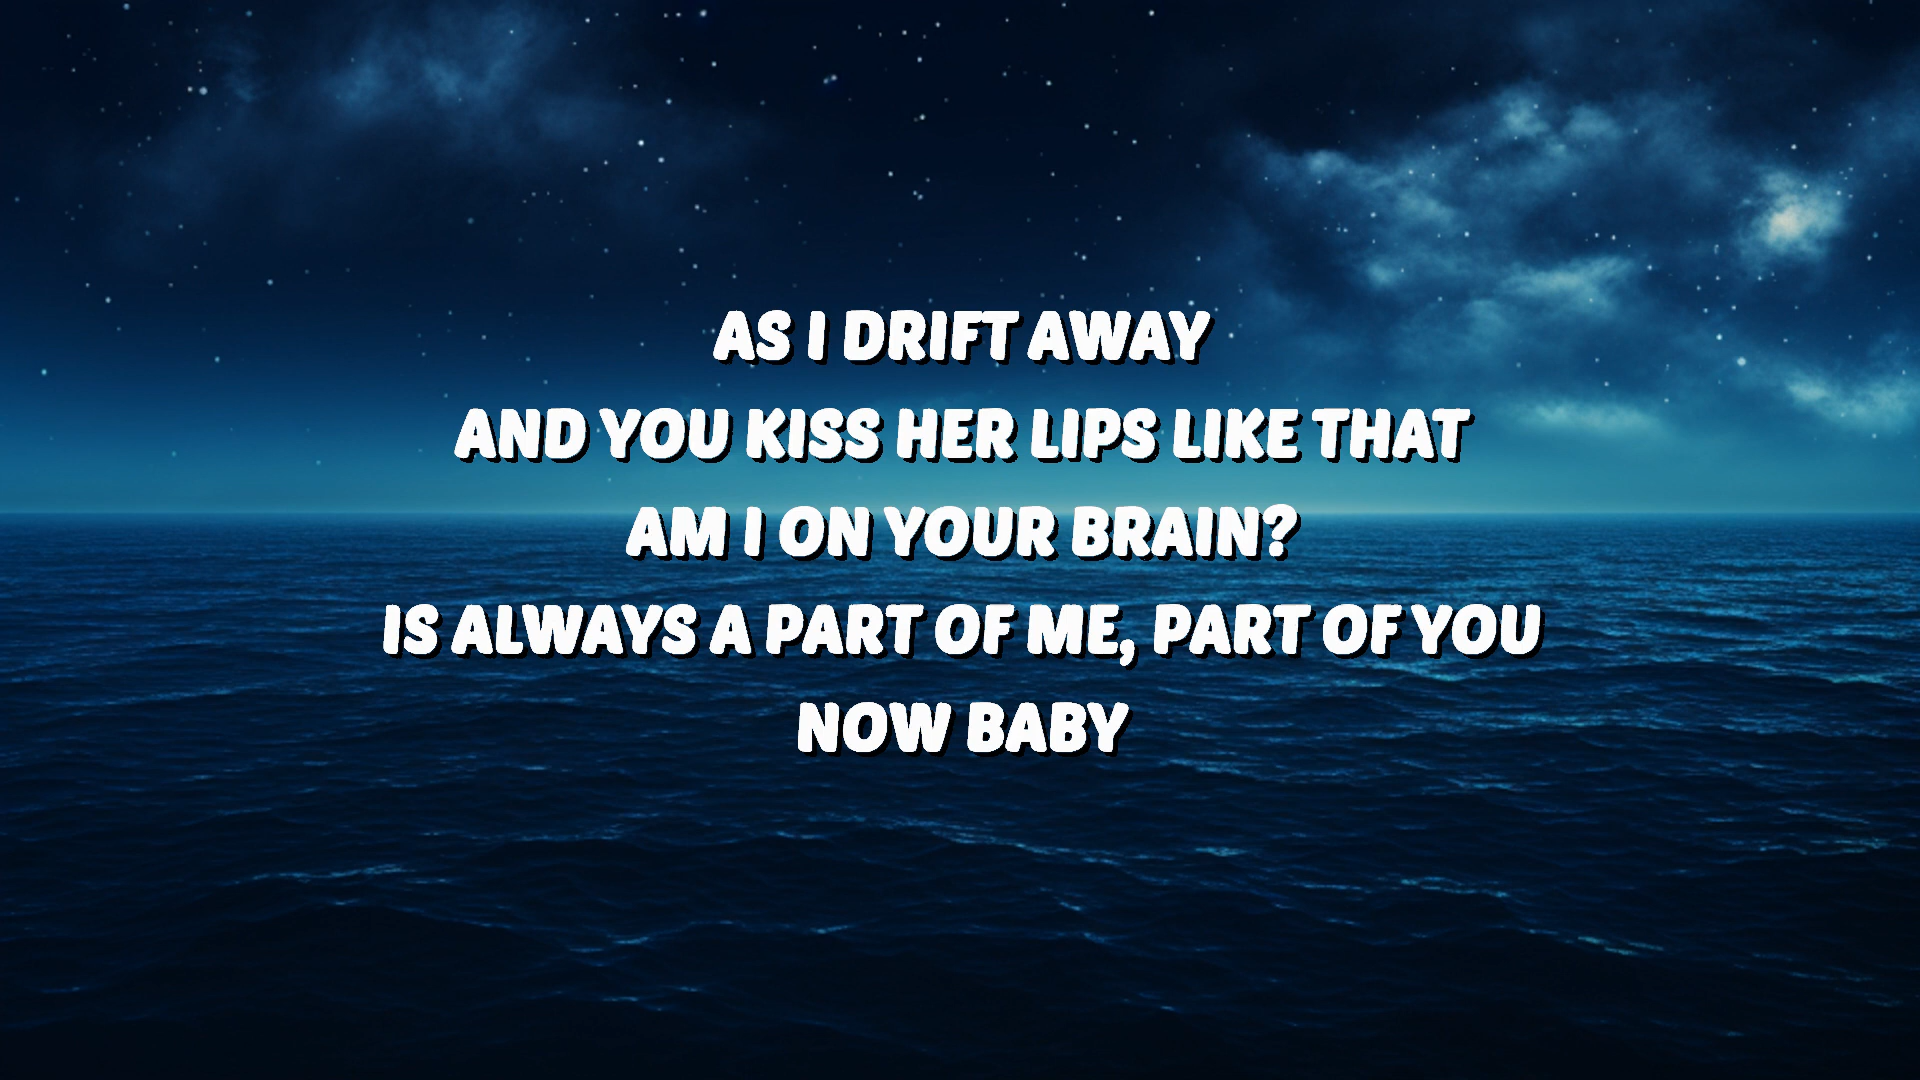 AS I DRIFT AWAY
AND YOU KISS HER LIPS LIKE THAT
AM I ON YOUR BRAIN?
IS ALWAYS A PART OF ME, PART OF YOU
NOW BABY